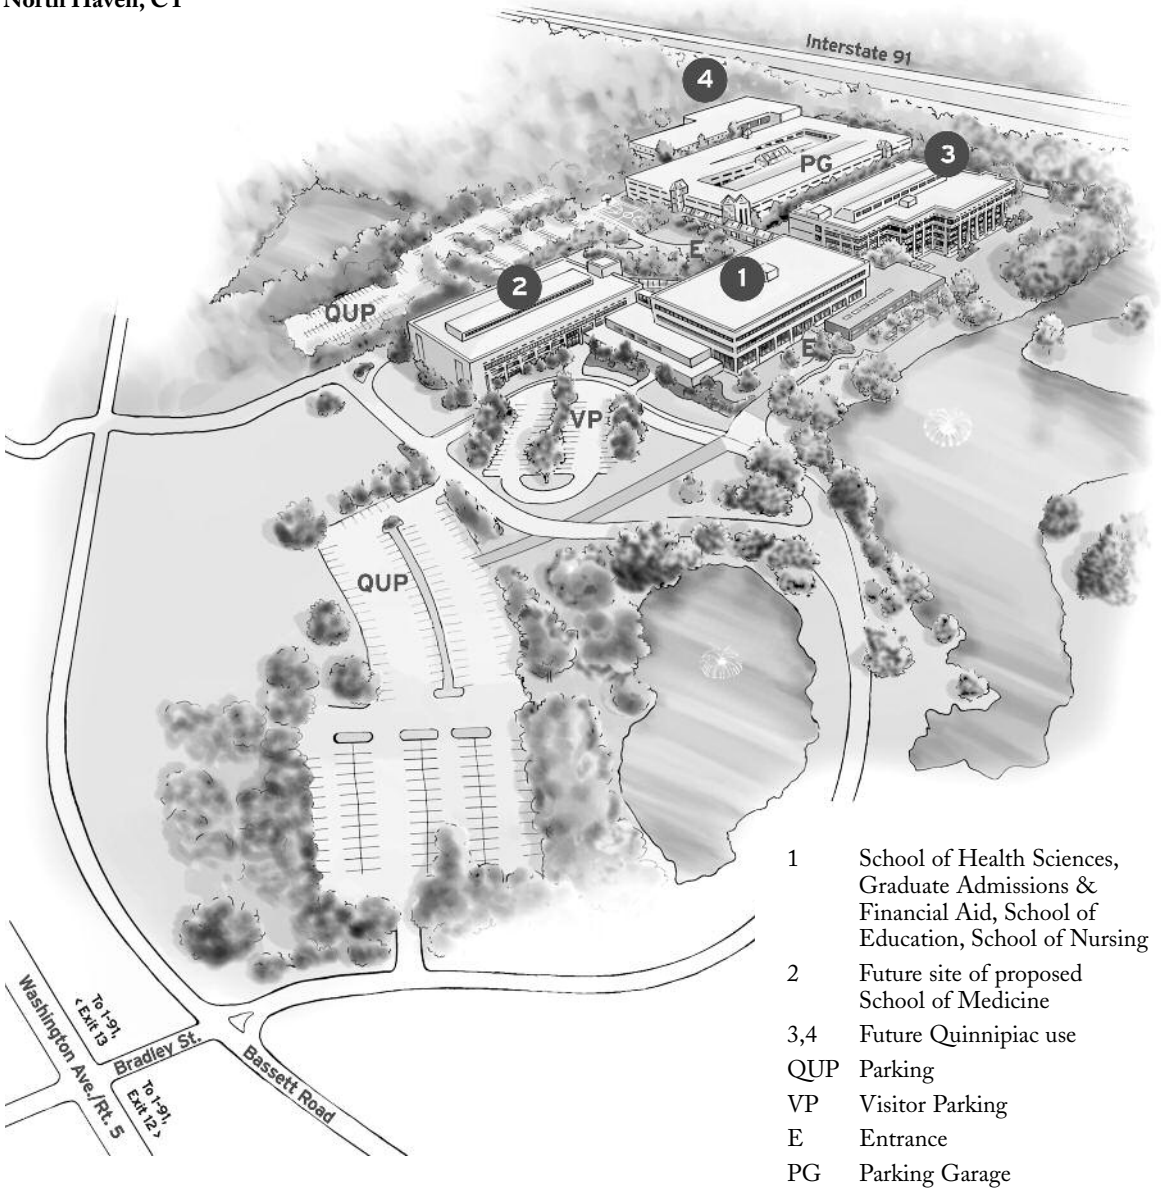 North Haven, CT
Interstate 91
4
3
PG
E
1
2
QUP
E
VP
QUP
1 School of Health Sciences,
Graduate Admissions &
Financial Aid, School of
Education, School of Nursing
2 Future site of proposed
School of Medicine
3,4 Future Quinnipiac use
QUP Parking
VP Visitor Parking
E Entrance
PG Parking Garage
To 1-91,
‹ Exit 13
Washington Ave./Rt. 5
Bradley St.
Bassett Road
To 1-91,
Exit 12 ›